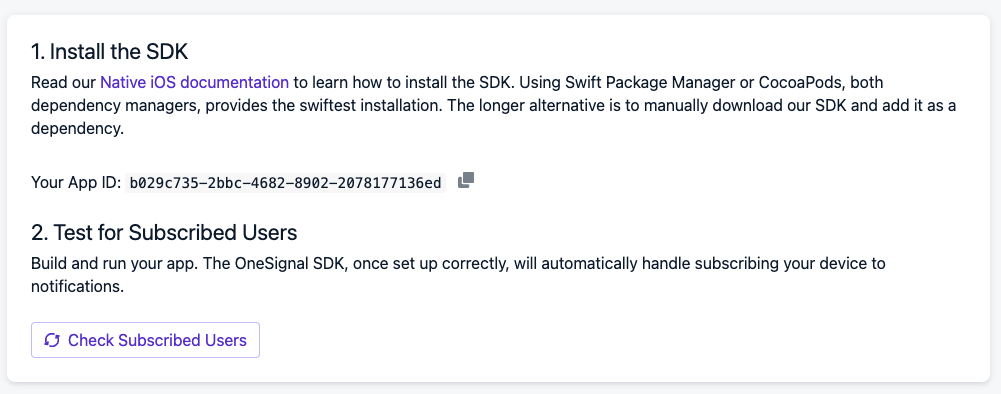 1. Install the SDK
Read our Native iOS documentation to learn how to install the SDK. Using Swift Package Manager or CocoaPods, both
dependency managers, provides the swiftest installation. The longer alternative is to manually download our SDK and add it as a
dependency.
Your App ID: b029c735-2bbc-4682-8902-2078177136ed
2. Test for Subscribed Users
Build and run your app. The OneSignal SDK, once set up correctly, will automatically handle subscribing your device to
notifications.
Check Subscribed Users